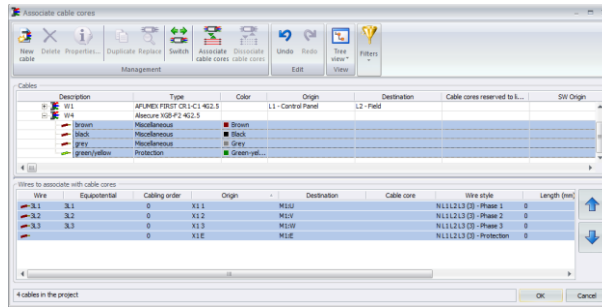 Associate cable cores
New cable Delete Properties... Duplicate Replace Switch Associate cable cores Dissociate cable cores Undo Redo Tree view Filters
Management Edit View
Cables
Description Type Color Origin Destination Cable cores reserved to li... SW Origin
W1 AFUMEX FIRST CR1-C1 4G2.5 L1 - Control Panel L2 - Field
W4 Alsecure XGB-F2 4G2.5
brown Miscellaneous Brown
black Miscellaneous Black
grey Miscellaneous Grey
green/yellow Protection Green-yel...
Wires to associate with cable cores
Wire Equipotential Cabling order Origin Destination Cable core Wire style Length (mm)
3L1 3L1 0 X1 1 M1:U N L1 L2 L3 (3) - Phase 1 0
3L2 3L2 0 X1 2 M1:V N L1 L2 L3 (3) - Phase 2 0
3L3 3L3 0 X1 3 M1:W N L1 L2 L3 (3) - Phase 3 0
0 X1 E M1:E N L1 L2 L3 (3) - Protection 0
4 cables in the project OK Cancel